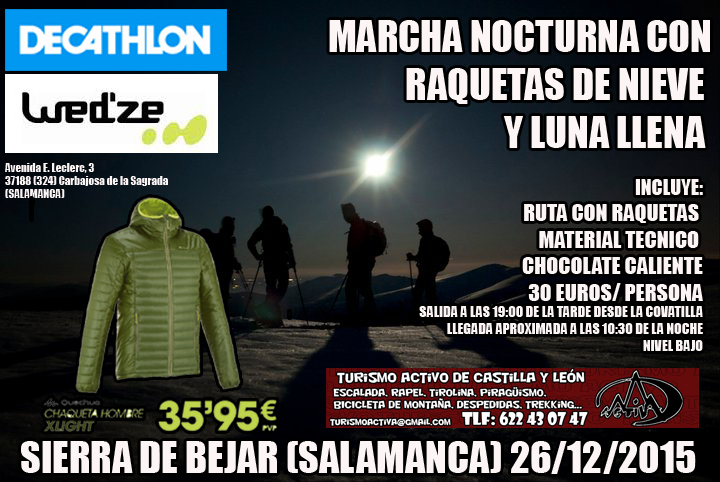 DECATHLON
Wed'ze
Avenida E. Leclerc, 3
37188 (324) Carbajosa de la Sagrada
(SALAMANCA)
MARCHA NOCTURNA CON
RAQUETAS DE NIEVE
Y LUNA LLENA
INCLUYE:
RUTA CON RAQUETAS
MATERIAL TECNICO
CHOCOLATE CALIENTE
30 EUROS/ PERSONA
SALIDA A LAS 19:00 DE LA TARDE DESDE LA COVATILLA
LLEGADA APROXIMADA A LAS 10:30 DE LA NOCHE
NIVEL BAJO
Quechua
CHAQUETA HOMBRE
XLIGHT
35'95€
PVP
TURISMO ACTIVO DE CASTILLA Y LEÓN
ESCALADA, RAPEL, TIROLINA, PIRAGÜISMO,
BICICLETA DE MONTAÑA, DESPEDIDAS, TREKKING...
TURISMOACTIVA@GMAIL.COM TLF: 622 43 07 47
ACTIVA
SIERRA DE BEJAR (SALAMANCA) 26/12/2015